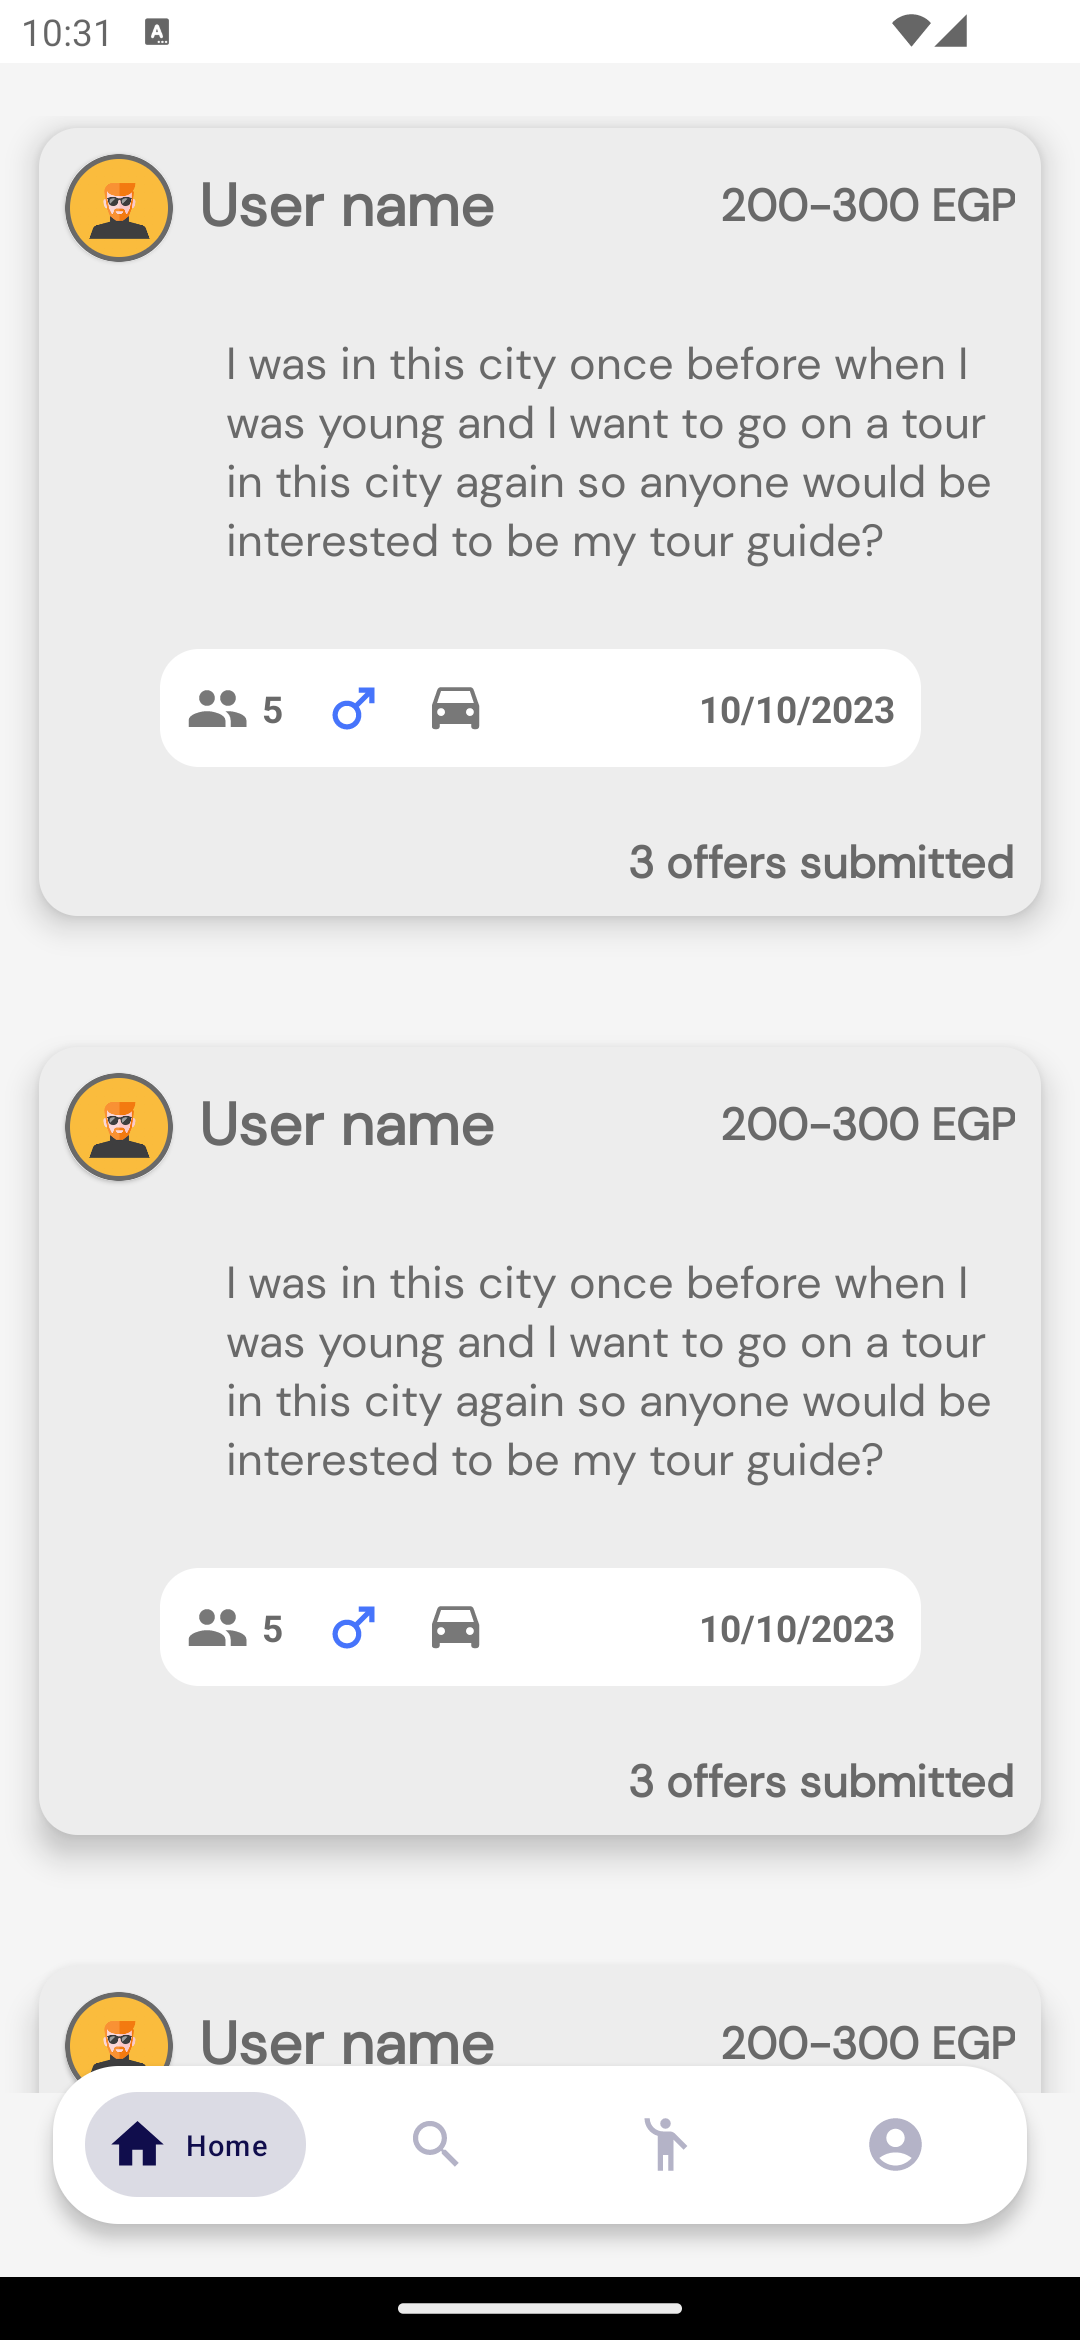 10:31
User name
200-300 EGP
I was in this city once before when I
was young and I want to go on a tour
in this city again so anyone would be
interested to be my tour guide?
5
10/10/2023
3 offers submitted
User name
200-300 EGP
I was in this city once before when I
was young and I want to go on a tour
in this city again so anyone would be
interested to be my tour guide?
5
10/10/2023
3 offers submitted
User name
200-300 EGP
Home